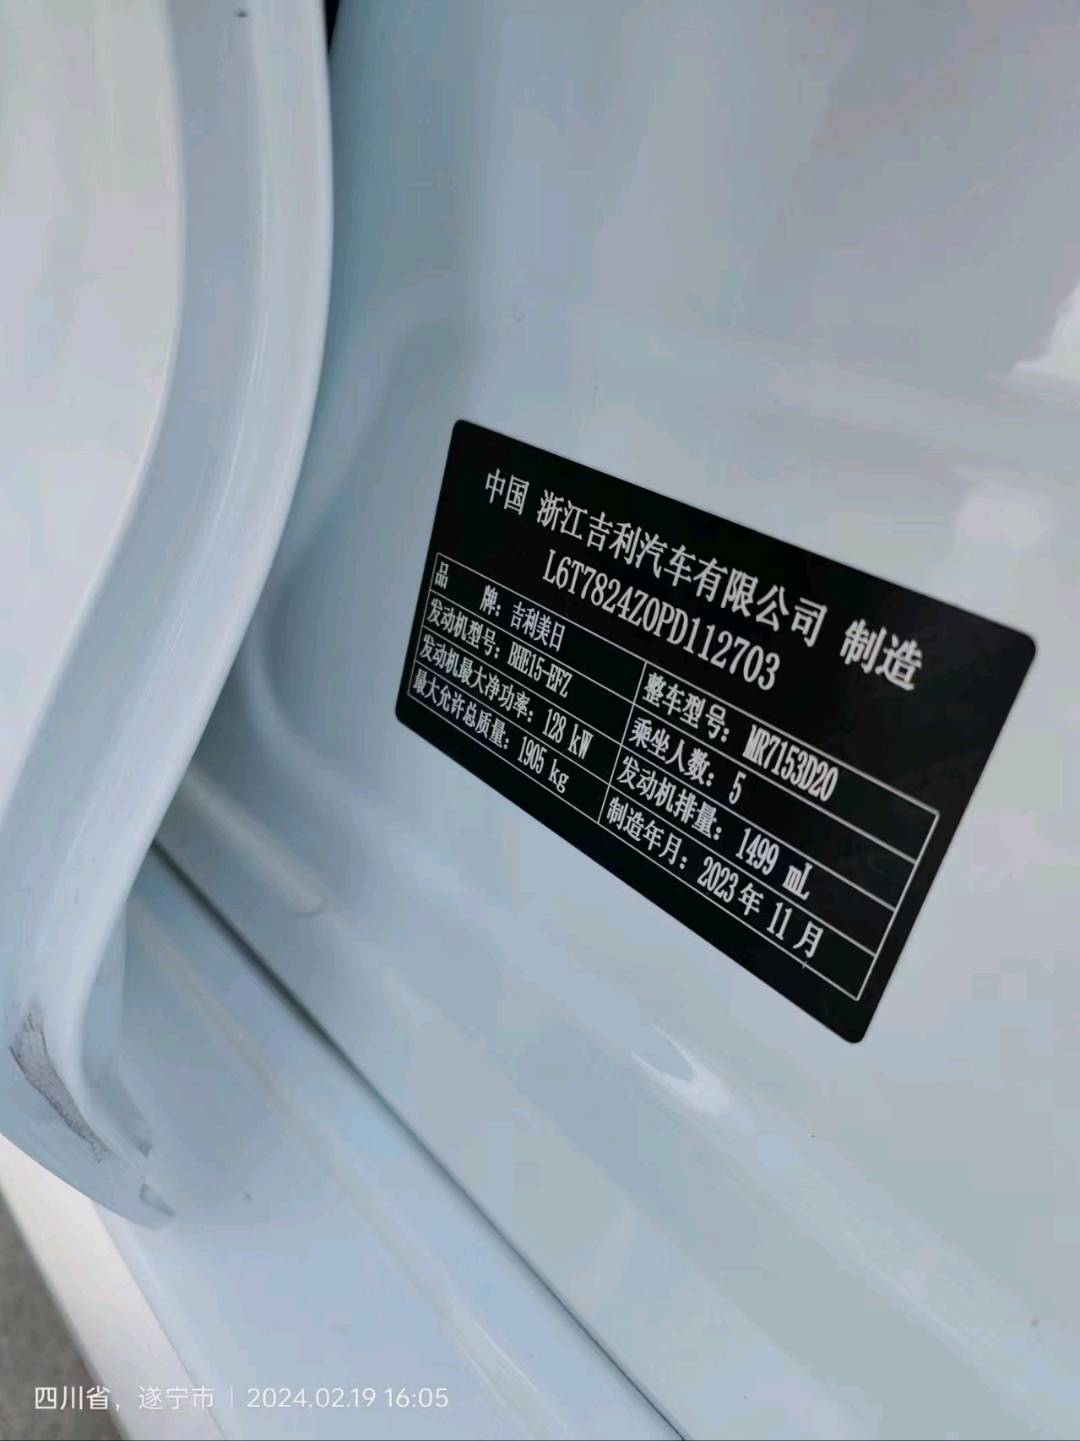 中国 浙江吉利汽车有限公司 制造
L6T7824Z0PD112703
品 牌：吉利美日
整车型号：MR7153D20
发动机型号：BHE15-EFZ
乘坐人数：5
发动机最大净功率：128 kW
发动机排量：1499 mL
最大允许总质量：1905 kg
制造年月：2023年 11月
四川省，遂宁市 | 2024.02.19 16:05